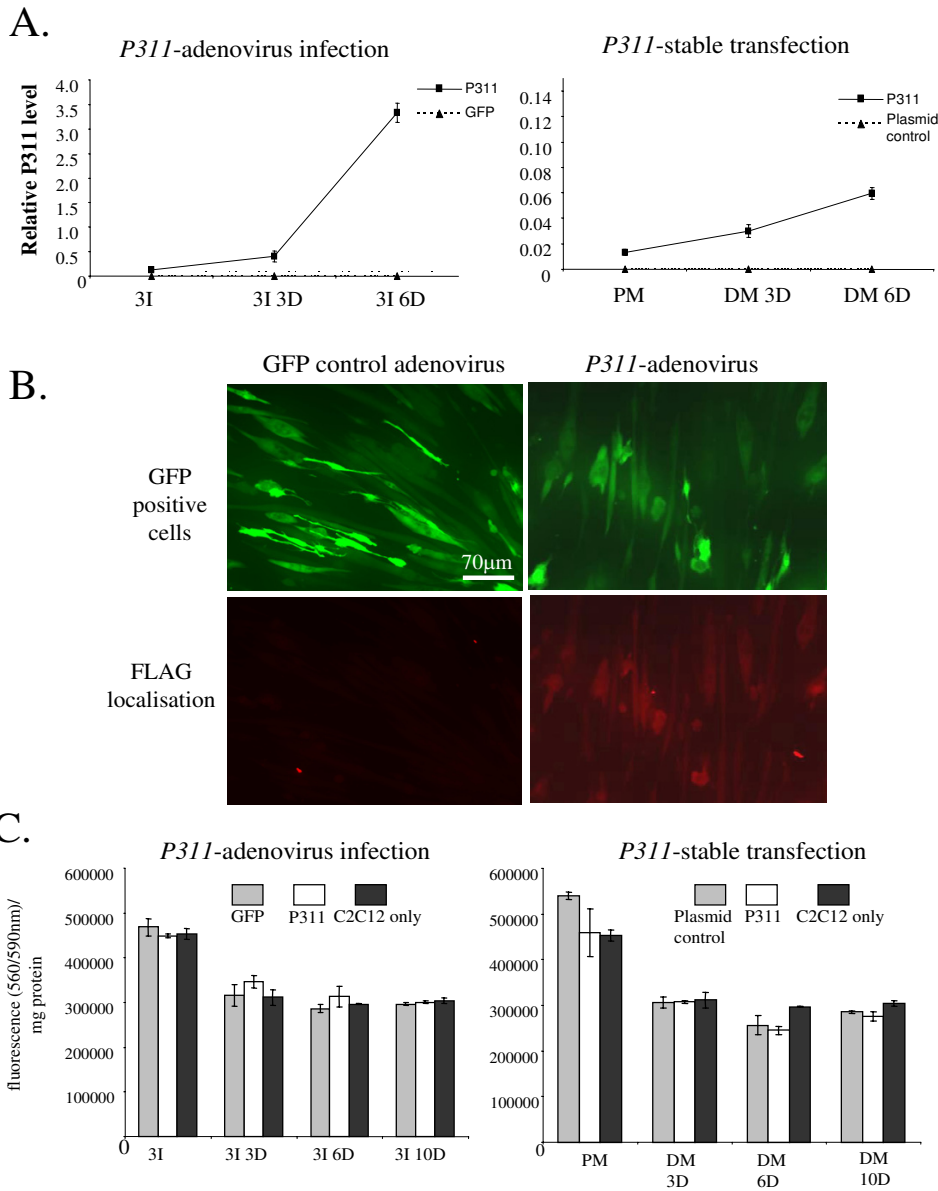 A.
P311-adenovirus infection
4.0
3.5
3.0
2.5
2.0
1.5
1.0
0.5
0
Relative P311 level
P311
GFP
3I
3I 3D
3I 6D
P311-stable transfection
0.14
0.12
0.10
0.08
0.06
0.04
0.02
0
P311
Plasmid
control
PM
DM 3D
DM 6D
B.
GFP control adenovirus
P311-adenovirus
GFP
positive
cells
70µm
FLAG
localisation
C.
P311-adenovirus infection
600000
500000
400000
300000
200000
100000
0
fluorescence (560/590nm)/
mg protein
GFP
P311
C2C12 only
3I
3I 3D
3I 6D
3I 10D
P311-stable transfection
600000
500000
400000
300000
200000
100000
0
Plasmid
control
P311
C2C12 only
PM
DM
3D
DM
6D
DM
10D